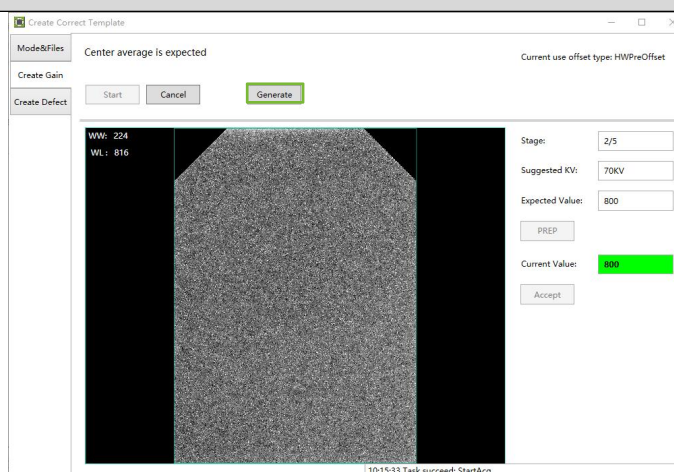 Create Correct Template
Mode&Files
Create Gain
Create Defect
Center average is expected
Current use offset type: HWPreOffset
Start
Cancel
Generate
WW: 224
WL: 816
Stage:
2/5
Suggested KV:
70KV
Expected Value:
800
PREP
Current Value:
800
Accept
10:15:33 Task succeed: StartAcq